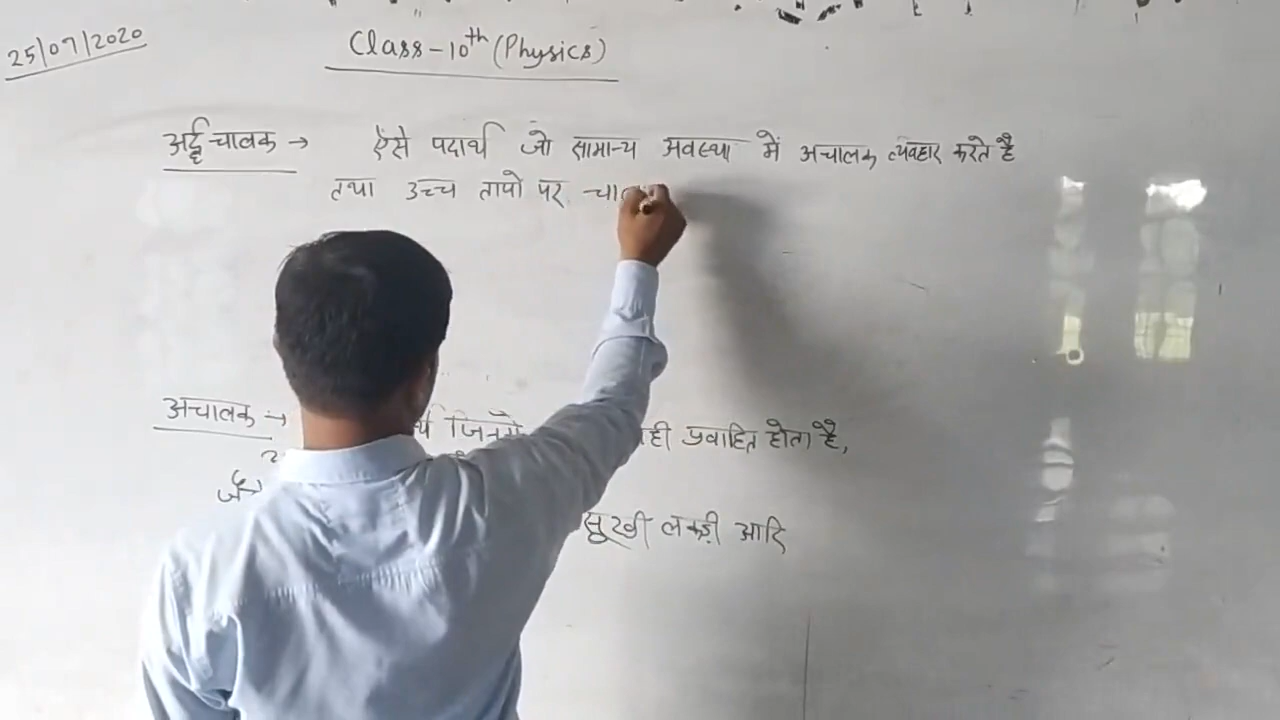 25/07/2020
Class-10th (Physics)
अर्द्धचालक → ऐसे पदार्थ जो सामान्य अवस्था में अचालक व्यवहार करते है
तथा उच्च तापो पर
अचालक →
प्रवाहित होता है,
सूखी लकड़ी आदि